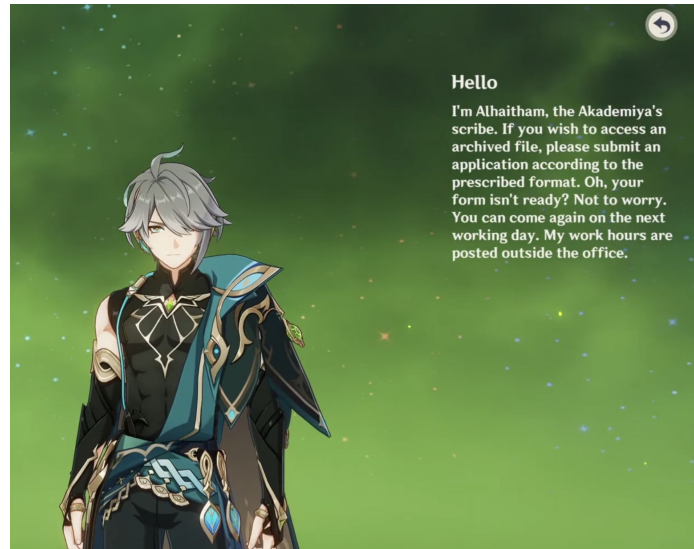 Hello
I'm Alhaitham, the Akademiya's
scribe. If you wish to access an
archived file, please submit an
application according to the
prescribed format. Oh, your
form isn't ready? Not to worry.
You can come again on the next
working day. My work hours are
posted outside the office.